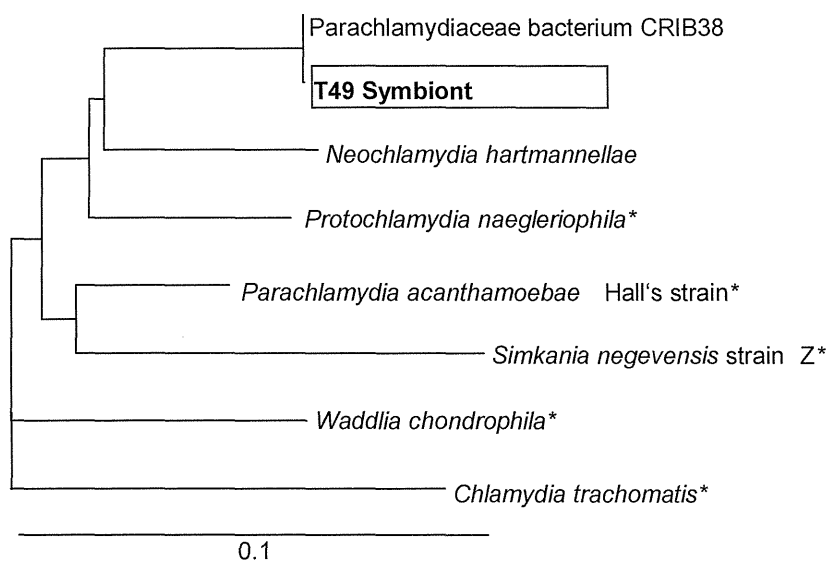 Parachlamydiaceae bacterium CRIB38
T49 Symbiont
Neochlamydia hartmannellae
Protochlamydia naegleriophila*
Parachlamydia acanthamoebae Hall‘s strain*
Simkania negevensis strain Z*
Waddlia chondrophila*
Chlamydia trachomatis*
0.1